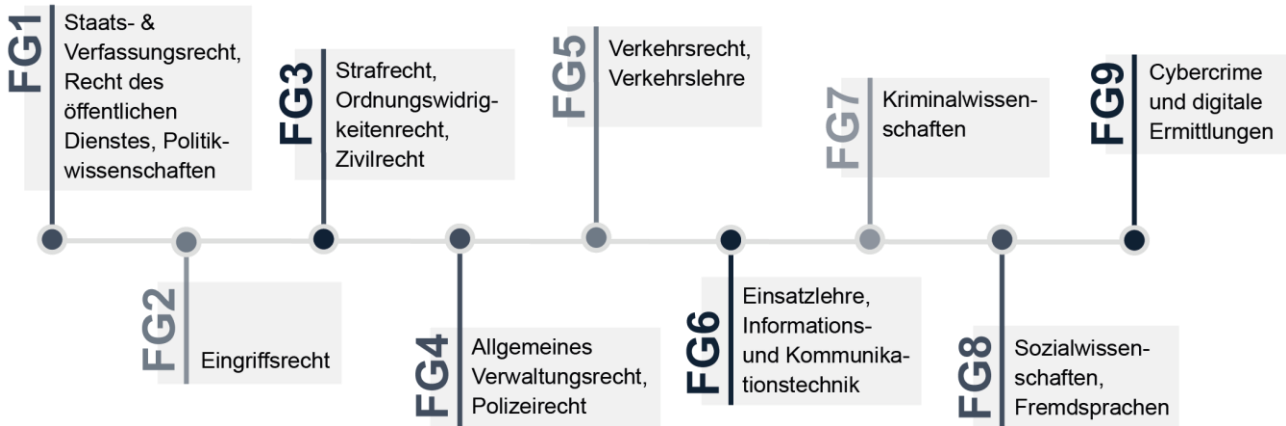 FG1
Staats- &
Verfassungsrecht,
Recht des
öffentlichen
Dienstes, Politik-
wissenschaften
FG2
Eingriffsrecht
FG3
Strafrecht,
Ordnungswidrig-
keitenrecht,
Zivilrecht
FG4
Allgemeines
Verwaltungsrecht,
Polizeirecht
FG5
Verkehrsrecht,
Verkehrslehre
FG6
Einsatzlehre,
Informations-
und Kommunika-
tionstechnik
FG7
Kriminalwissen-
schaften
FG8
Sozialwissen-
schaften,
Fremdsprachen
FG9
Cybercrime
und digitale
Ermittlungen